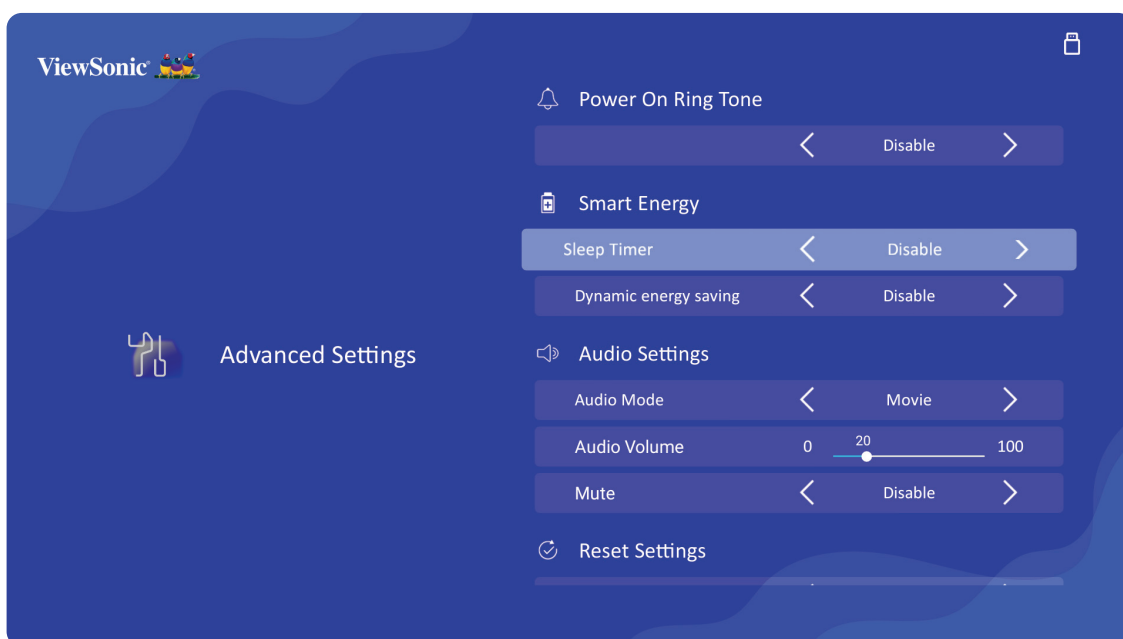 ViewSonic®
Power On Ring Tone
Disable
Smart Energy
Sleep Timer Disable
Dynamic energy saving Disable
Advanced Settings
Audio Settings
Audio Mode Movie
Audio Volume 0 20 100
Mute Disable
Reset Settings